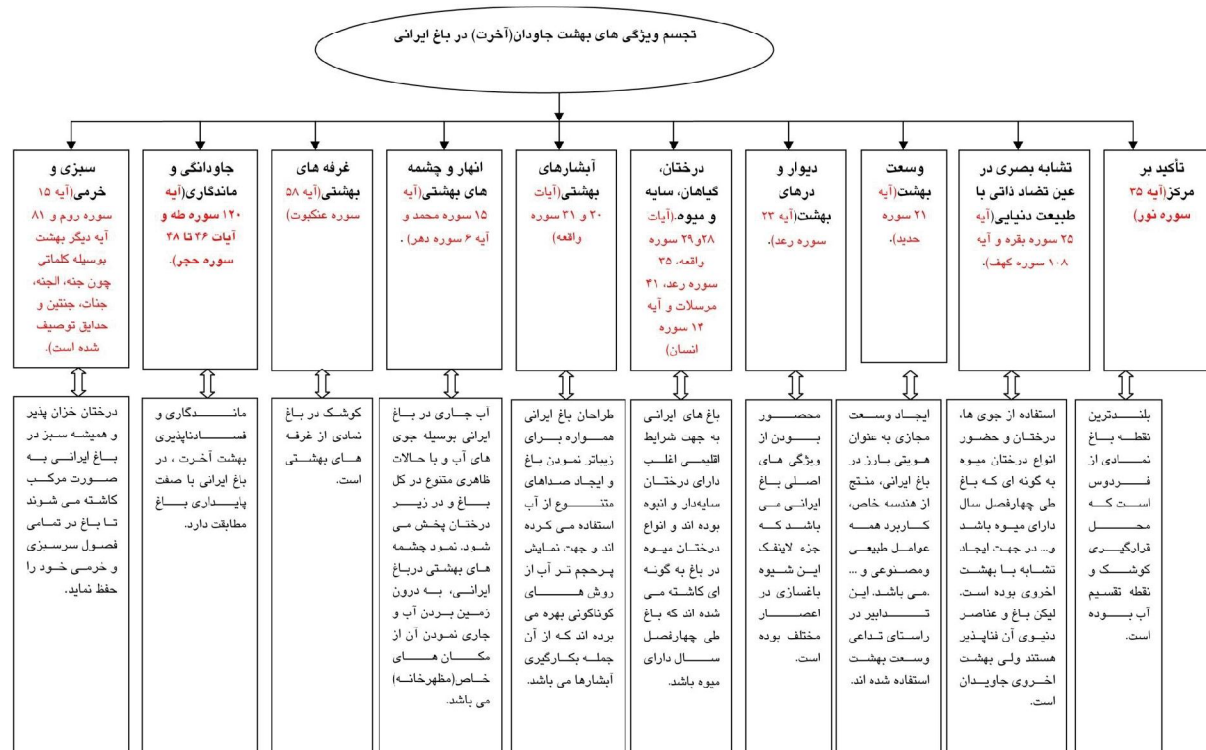 تجسم ویژگی های بهشت جاودان(آخرت) در باغ ایرانی
تأکید بر
مرکز(آیه ۳۵
سوره نور)
تشابه بصری در
عین تضاد ذاتی با
طبیعت دنیایی(آیه
۲۵ سوره بقره و آیه
۱۰۸ سوره کهف).
وسعت
بهشت(آیه
۲۱ سوره
حدید).
دیوار و
درهای
بهشت(آیه ۲۳
سوره رعد).
درختان،
گیاهان، سایه
و میوه.(آیات
۲۸و ۲۹ سوره
واقعه، ۳۵
سوره رعد، ۴۱
مرسلات و آیه
۱۴ سوره
انسان)
آبشارهای
بهشتی(آیات
۲۰ و ۳۱ سوره
واقعه)
انهار و چشمه
های بهشتی(آیه
۱۵ سوره محمد و
آیه ۶ سوره دهر) .
غرفه های
بهشتی(آیه ۵۸
سوره عنکبوت)
جاودانگی و
ماندگاری(آیه
۱۲۰ سوره طه و
آیات ۴۶ تا ۴۸
سوره حجر).
سبزی و
خرمی(آیه ۱۵
سوره روم و ۸۱
آیه دیگر بهشت
بوسیله کلماتی
چون جنه، الجنه،
جنات، جنتین و
حدایق توصیف
شده است).
بلندترین
نقطه باغ
نمادی از
فردوس
است که
محل
قرارگیری
کوشک و
نقطه تقسیم
آب بوده
است.
استفاده از جوی ها،
درختان و حضور
انواع درختان میوه
به گونه ای که باغ
طی چهارفصل سال
دارای میوه باشد
و... در جهت ایجاد
تشابه با بهشت
اخروی بوده است.
لیکن باغ و عناصر
دنیوی آن فناپذیر
هستند ولی بهشت
اخروی جاویدان
است.
ایجاد وسعت
مجازی به عنوان
هویتی بارز در
باغ ایرانی، منتج
از هندسه خاص،
کاربرد همه
عوامل طبیعی
ومصنوعی و ...
.می باشد. این
تدابیر در
راستای تداعی
وسعت بهشت
استفاده شده اند.
محصور
بودن از
ویژگی های
اصلی باغ
ایرانی می
باشد که
جزء لاینفک
این شیوه
باغسازی در
اعصار
مختلف بوده
است.
باغ های ایرانی
به جهت شرایط
اقلیمی اغلب
دارای درختان
سایه‌دار و انبوه
بوده اند و انواع
درختان میوه
در باغ به گونه
ای کاشته می
شده اند که باغ
طی چهارفصل
سال دارای
میوه باشد.
طراحان باغ ایرانی
همواره برای
زیباتر نمودن باغ
و ایجاد صداهای
متنوع از آب
استفاده می کرده
اند و جهت نمایش
پرحجم تر آب از
روش های
کوناکونی بهره می
برده اند که از آن
جمله بکارگیری
آبشارها می باشد.
آب جاری در باغ
ایرانی بوسیله جوی
های آب و با حالات
ظاهری متنوع در کل
باغ و در زیر
درختان پخش می
شود. نمود چشمه
های بهشتی درباغ
ایرانی، به درون
زمین بردن آب و
جاری نمودن آن از
مکان های
خاص(مظهرخانه)
می باشد.
کوشک در باغ
نمادی از غرفه
های بهشتی
است.
ماندگاری و
فسادناپذیری
بهشت آخرت ، در
باغ ایرانی با صفت
پایداری باغ
مطابقت دارد.
درختان خزان پذیر
و همیشه سبز در
باغ ایرانی به
صورت مرکب
کاشته می شوند
تا باغ در تمامی
فصول سرسبزی
و خرمی خود را
حفظ نماید.